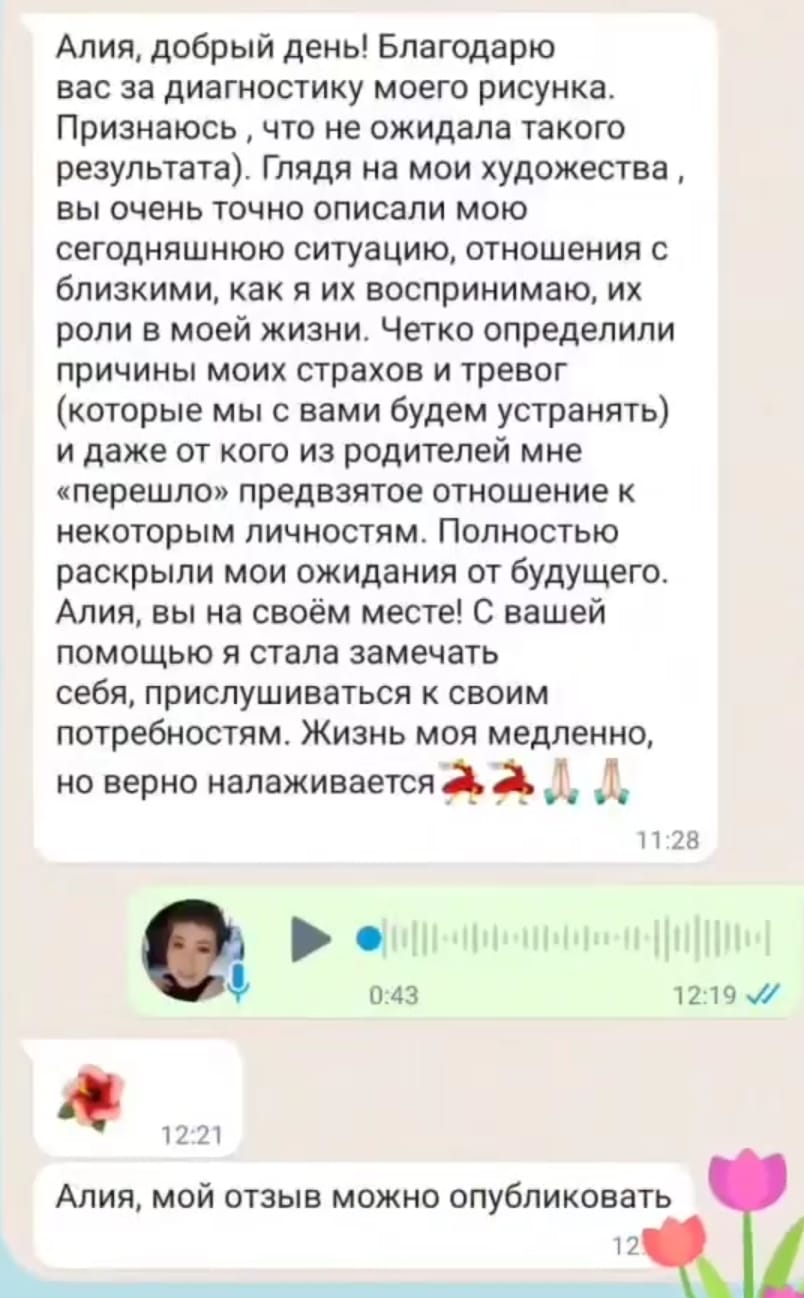 Алия, добрый день! Благодарю
вас за диагностику моего рисунка.
Признаюсь , что не ожидала такого
результата). Глядя на мои художества ,
вы очень точно описали мою
сегодняшнюю ситуацию, отношения с
близкими, как я их воспринимаю, их
роли в моей жизни. Четко определили
причины моих страхов и тревог
(которые мы с вами будем устранять)
и даже от кого из родителей мне
«перешло» предвзятое отношение к
некоторым личностям. Полностью
раскрыли мои ожидания от будущего.
Алия, вы на своём месте! С вашей
помощью я стала замечать
себя, прислушиваться к своим
потребностям. Жизнь моя медленно,
но верно налаживается
11:28
0:43 12:19
12:21
Алия, мой отзыв можно опубликовать